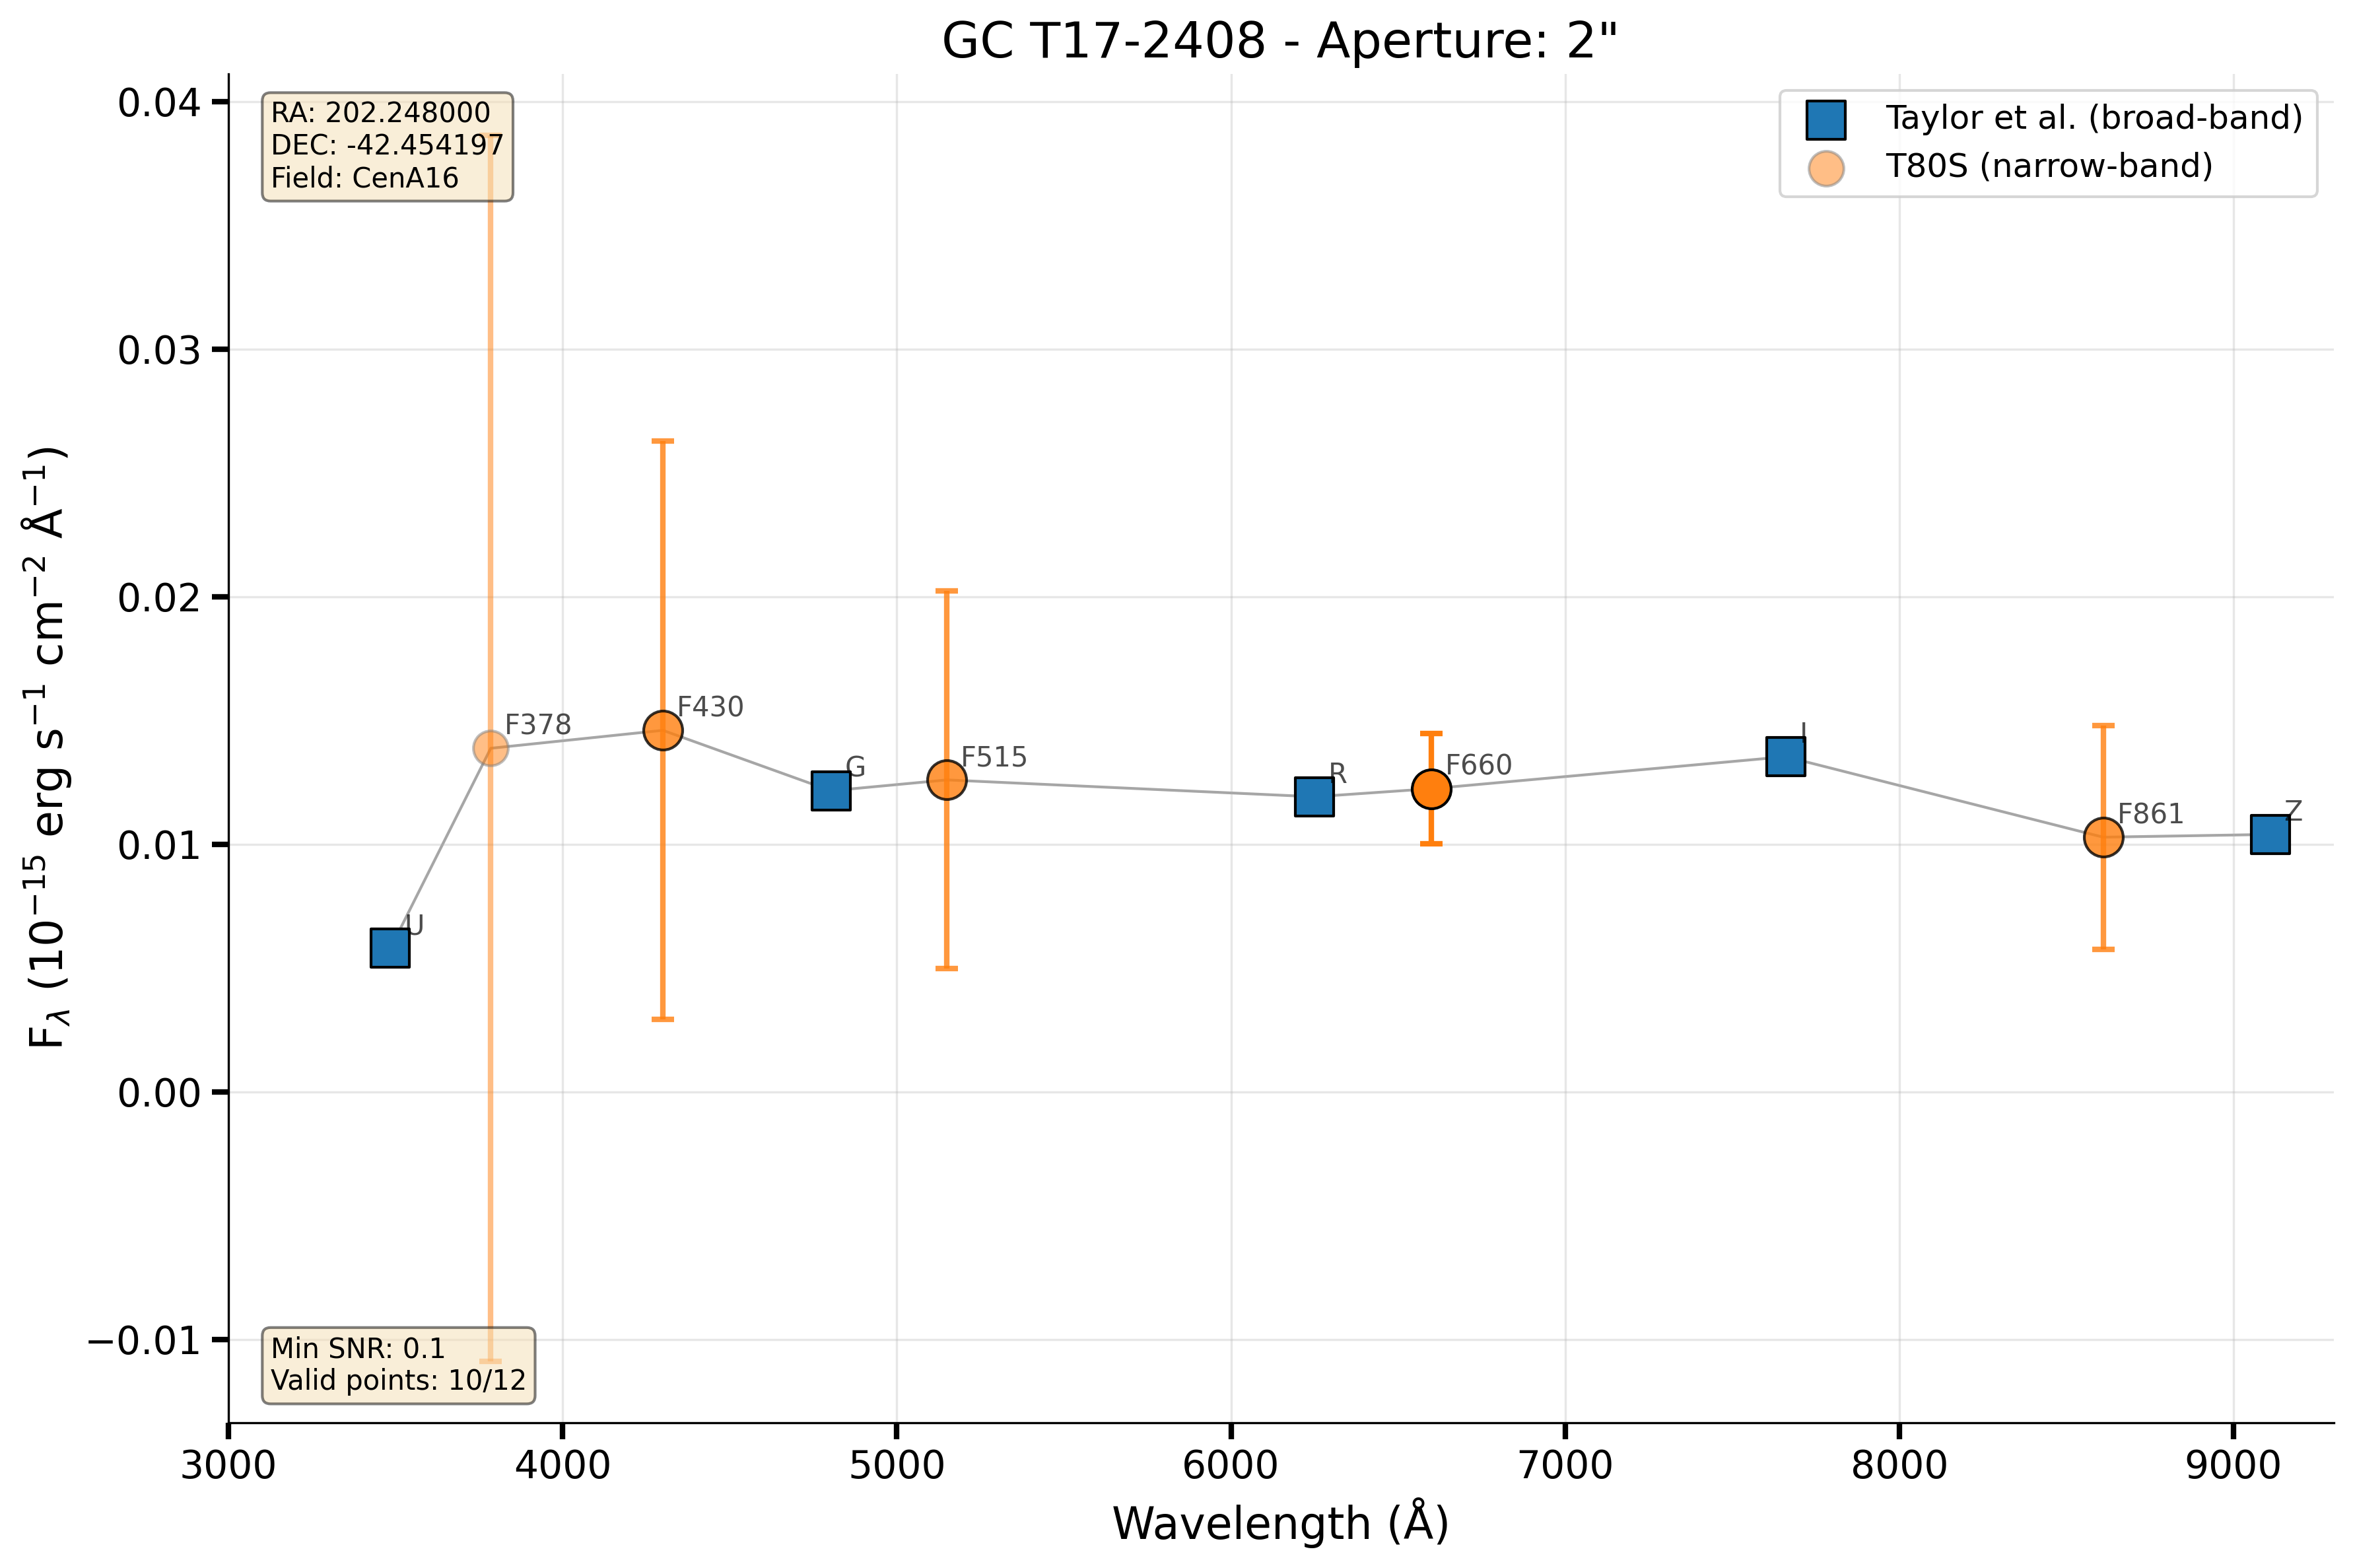 GC T17-2408 - Aperture: 2"
RA: 202.248000
DEC: -42.454197
Field: CenA16
Taylor et al. (broad-band)
T80S (narrow-band)
0.04
0.03
0.02
0.01
0.00
−0.01
F_λ (10⁻¹⁵ erg s⁻¹ cm⁻² Å⁻¹)
U
F378
F430
G
F515
R
F660
I
F861
Z
Min SNR: 0.1
Valid points: 10/12
3000 4000 5000 6000 7000 8000 9000
Wavelength (Å)